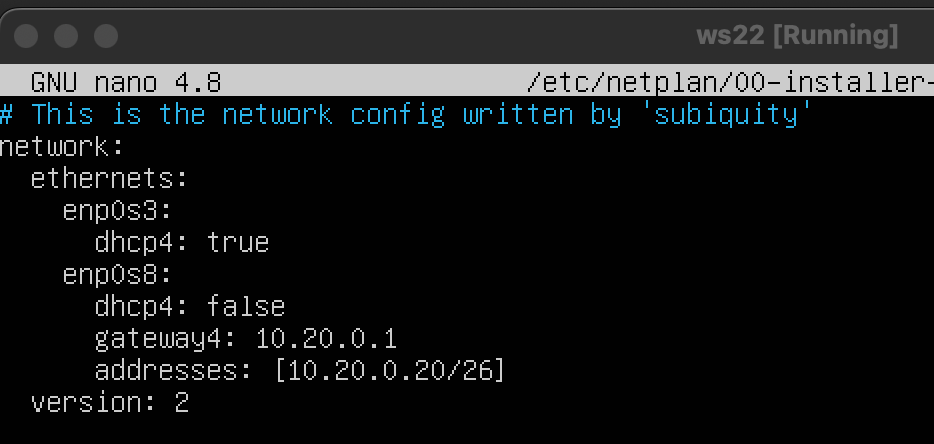 ws22 [Running]
GNU nano 4.8 /etc/netplan/00-installer-
# This is the network config written by 'subiquity'
network:
  ethernets:
    enp0s3:
      dhcp4: true
    enp0s8:
      dhcp4: false
      gateway4: 10.20.0.1
      addresses: [10.20.0.20/26]
  version: 2